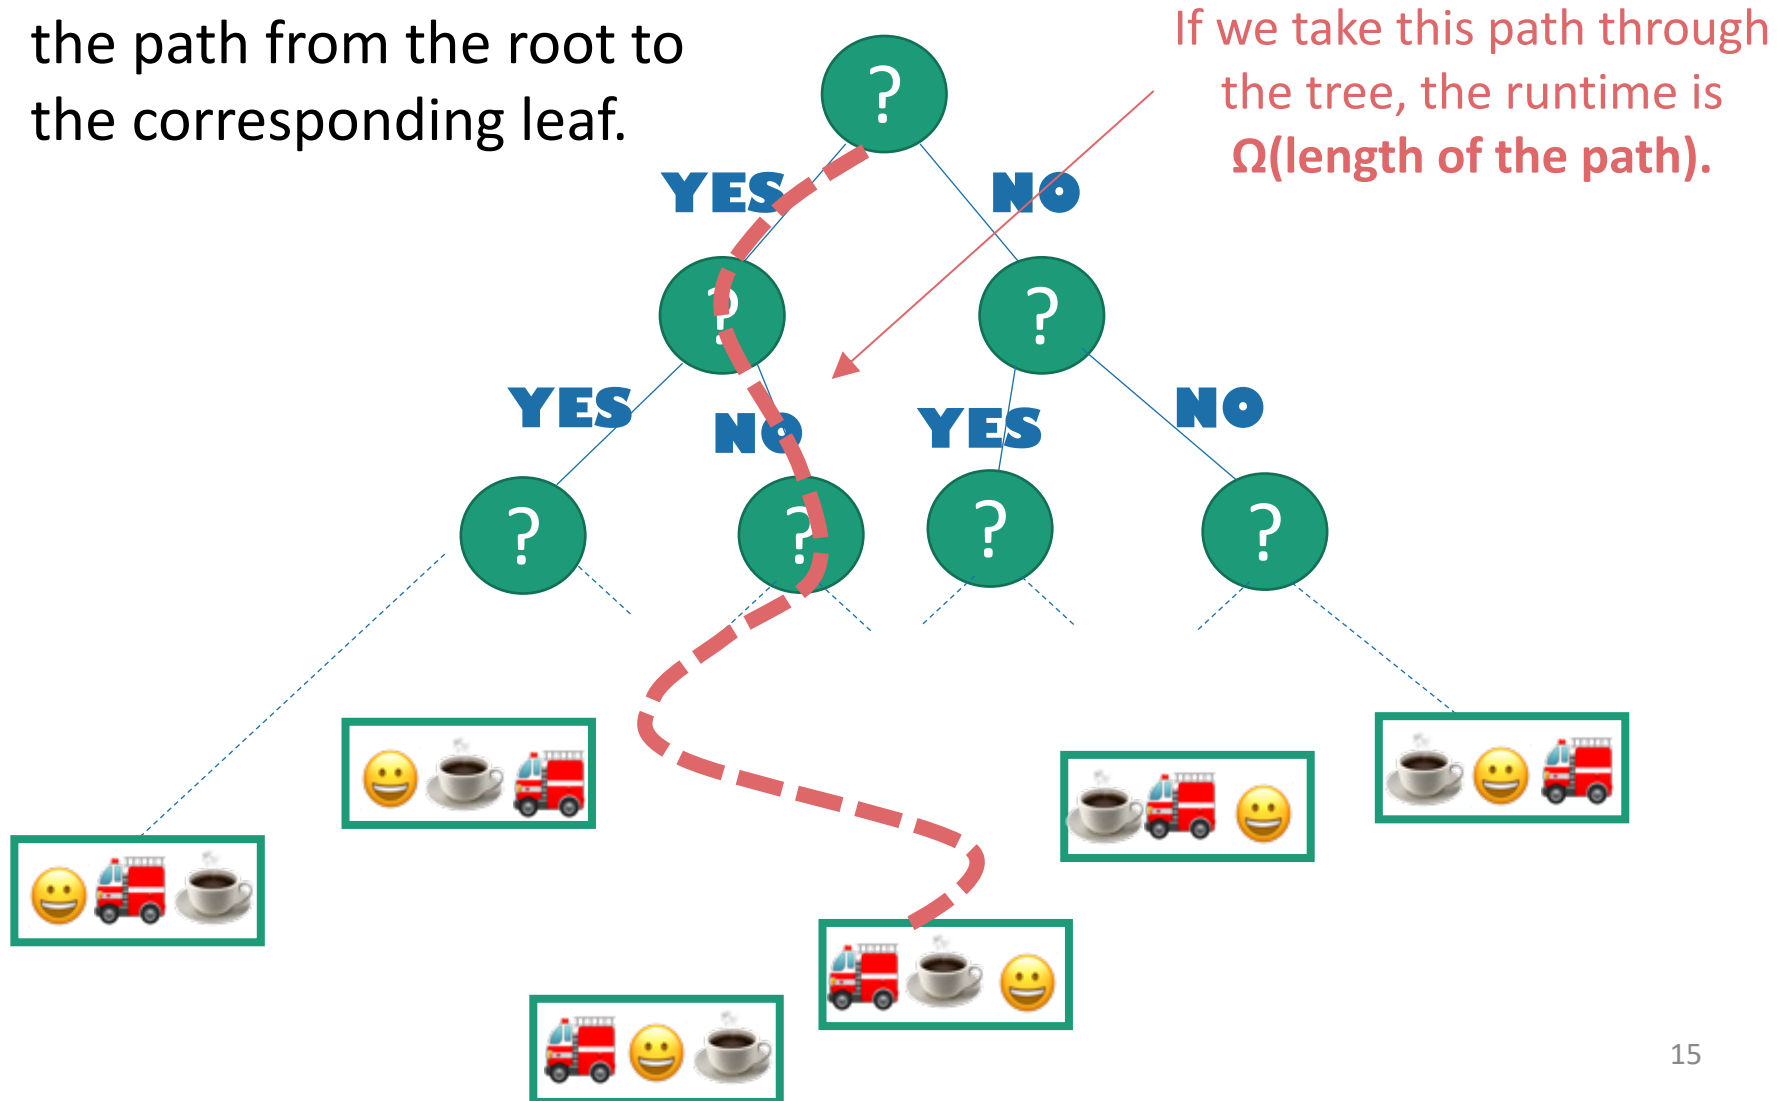 the path from the root to
the corresponding leaf.
If we take this path through
the tree, the runtime is
Ω(length of the path).
?
YES
NO
?
?
YES
NO
YES
NO
?
?
?
?
15